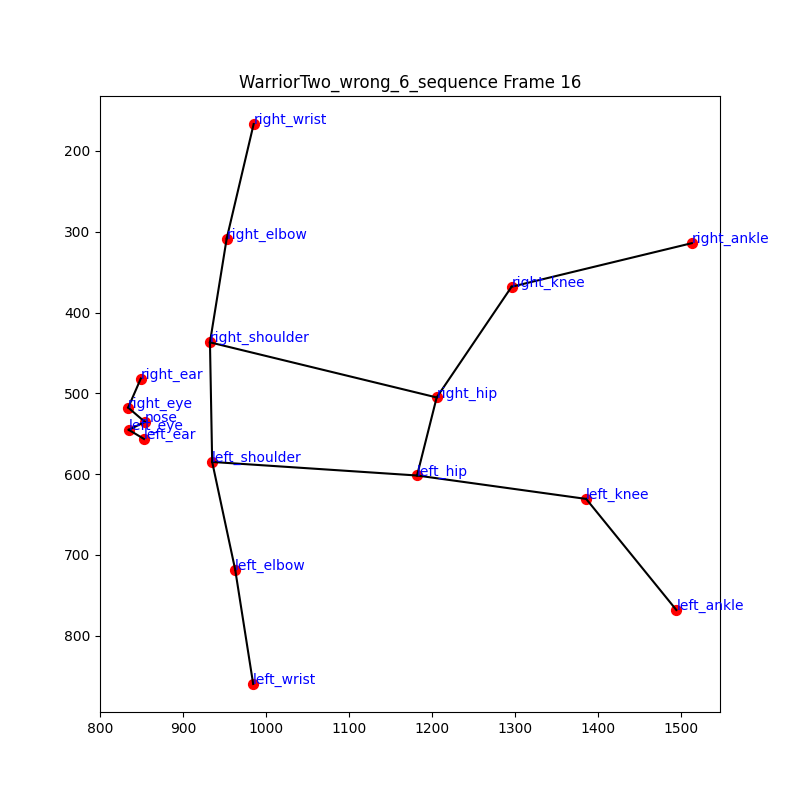 WarriorTwo_wrong_6_sequence Frame 16
right_wrist
right_elbow
right_ankle
right_knee
right_shoulder
right_ear
right_hip
right_eye
nose
left_eye
left_ear
left_shoulder
left_hip
left_knee
left_elbow
left_ankle
left_wrist
200
300
400
500
600
700
800
800 900 1000 1100 1200 1300 1400 1500